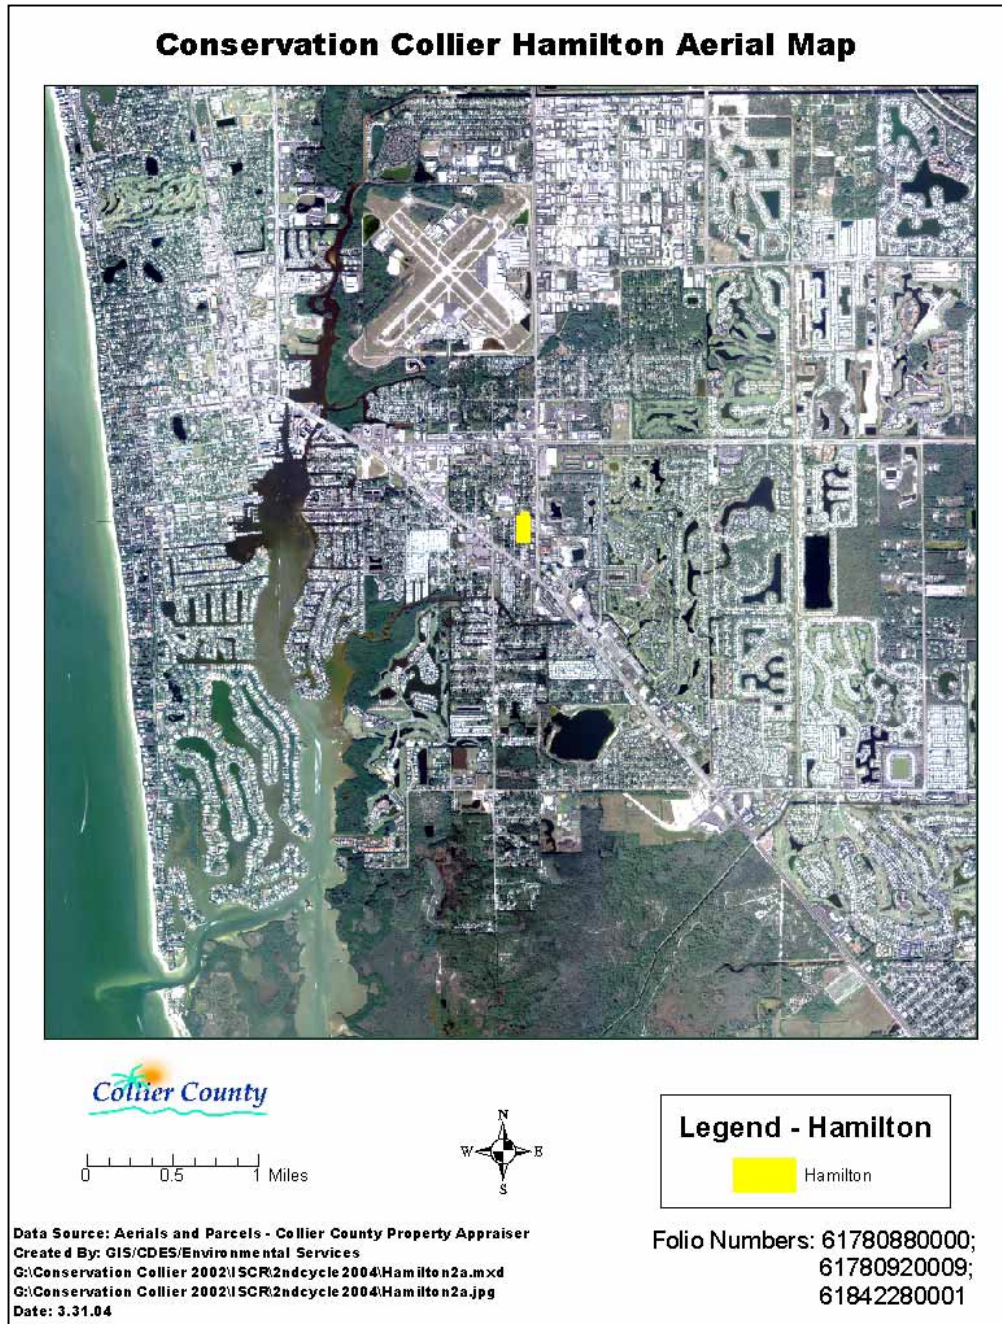 Conservation Collier Hamilton Aerial Map
Collier County
0 0.5 1 Miles
N
W E
S
Legend - Hamilton
Hamilton
Data Source: Aerials and Parcels - Collier County Property Appraiser
Created By: GIS/CDES/Environmental Services
G:\Conservation Collier 2002\ISCR\2ndcycle2004\Hamilton2a.mxd
G:\Conservation Collier 2002\ISCR\2ndcycle2004\Hamilton2a.jpg
Date: 3.31.04
Folio Numbers: 61780880000;
61780920009;
61842280001